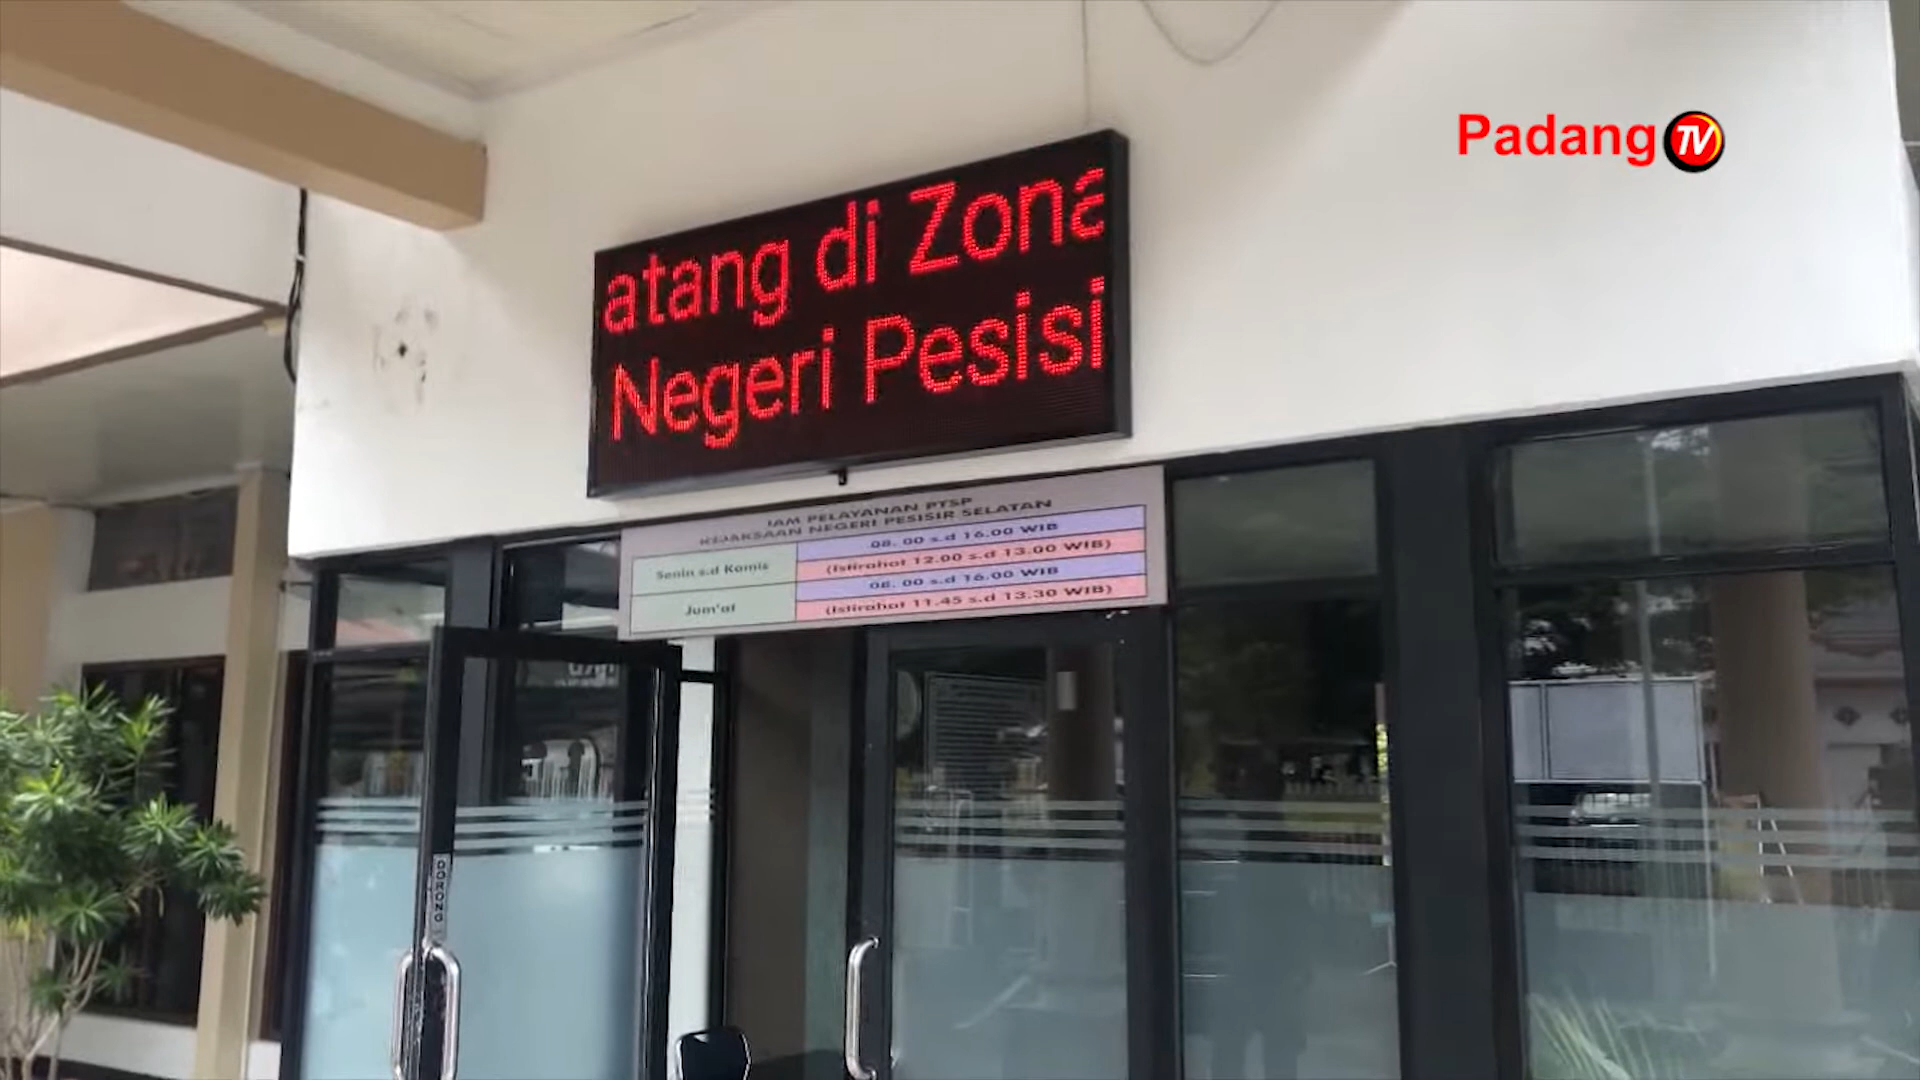 Padang TV
atang di Zona
Negeri Pesisi
JAM PELAYANAN PTSP
KEJAKSAAN NEGERI PESISIR SELATAN
Senin s.d Kamis
08. 00 s.d 16.00 WIB
(Istirahat 12.00 s.d 13.00 WIB)
Jum'at
08. 00 s.d 16.00 WIB
(Istirahat 11.45 s.d 13.30 WIB)
DORONG